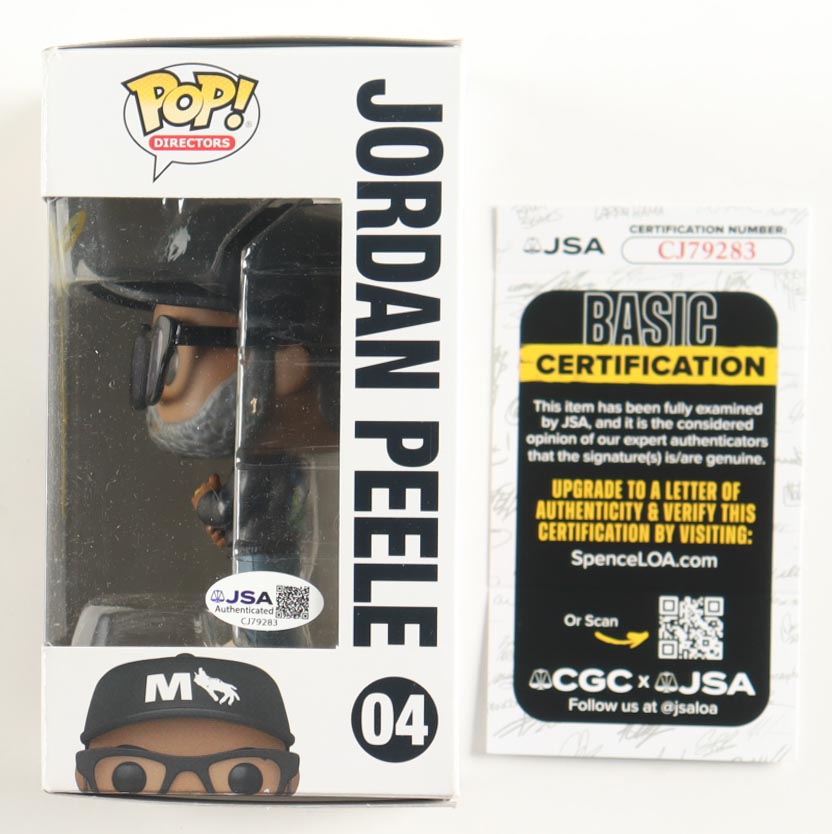 POP!
DIRECTORS
JORDAN PEELE
JSA
Authenticated
CJ79283
M
04
JSA
CERTIFICATION NUMBER:
CJ79283
BASIC
CERTIFICATION
This item has been fully examined
by JSA, and it is the considered
opinion of our expert authenticators
that the signature(s) is/are genuine.
UPGRADE TO A LETTER OF
AUTHENTICITY & VERIFY THIS
CERTIFICATION BY VISITING:
SpenceLOA.com
Or Scan
CGC x JSA
Follow us at @jsaloa